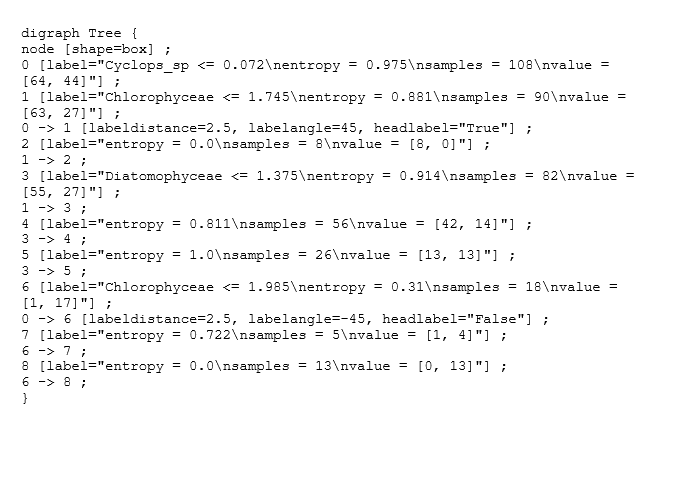 digraph Tree {
node [shape=box] ;
0 [label="Cyclops_sp <= 0.072\nentropy = 0.975\nsamples = 108\nvalue =
[64, 44]"] ;
1 [label="Chlorophyceae <= 1.745\nentropy = 0.881\nsamples = 90\nvalue =
[63, 27]"] ;
0 -> 1 [labeldistance=2.5, labelangle=45, headlabel="True"] ;
2 [label="entropy = 0.0\nsamples = 8\nvalue = [8, 0]"] ;
1 -> 2 ;
3 [label="Diatomophyceae <= 1.375\nentropy = 0.914\nsamples = 82\nvalue =
[55, 27]"] ;
1 -> 3 ;
4 [label="entropy = 0.811\nsamples = 56\nvalue = [42, 14]"] ;
3 -> 4 ;
5 [label="entropy = 1.0\nsamples = 26\nvalue = [13, 13]"] ;
3 -> 5 ;
6 [label="Chlorophyceae <= 1.985\nentropy = 0.31\nsamples = 18\nvalue =
[1, 17]"] ;
0 -> 6 [labeldistance=2.5, labelangle=-45, headlabel="False"] ;
7 [label="entropy = 0.722\nsamples = 5\nvalue = [1, 4]"] ;
6 -> 7 ;
8 [label="entropy = 0.0\nsamples = 13\nvalue = [0, 13]"] ;
6 -> 8 ;
}